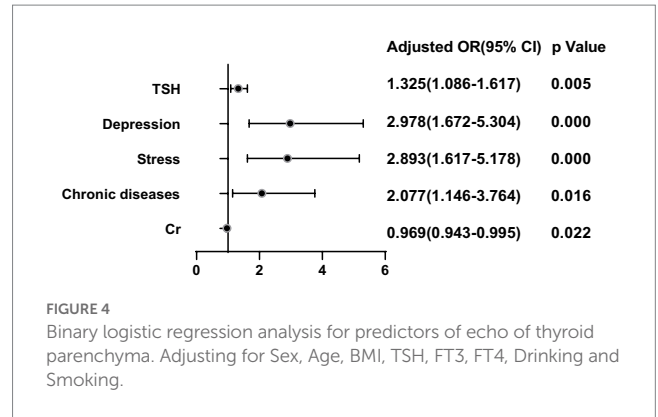 Adjusted OR(95% CI) p Value
TSH 1.325(1.086-1.617) 0.005
Depression 2.978(1.672-5.304) 0.000
Stress 2.893(1.617-5.178) 0.000
Chronic diseases 2.077(1.146-3.764) 0.016
Cr 0.969(0.943-0.995) 0.022
0 2 4 6
FIGURE 4
Binary logistic regression analysis for predictors of echo of thyroid
parenchyma. Adjusting for Sex, Age, BMI, TSH, FT3, FT4, Drinking and
Smoking.